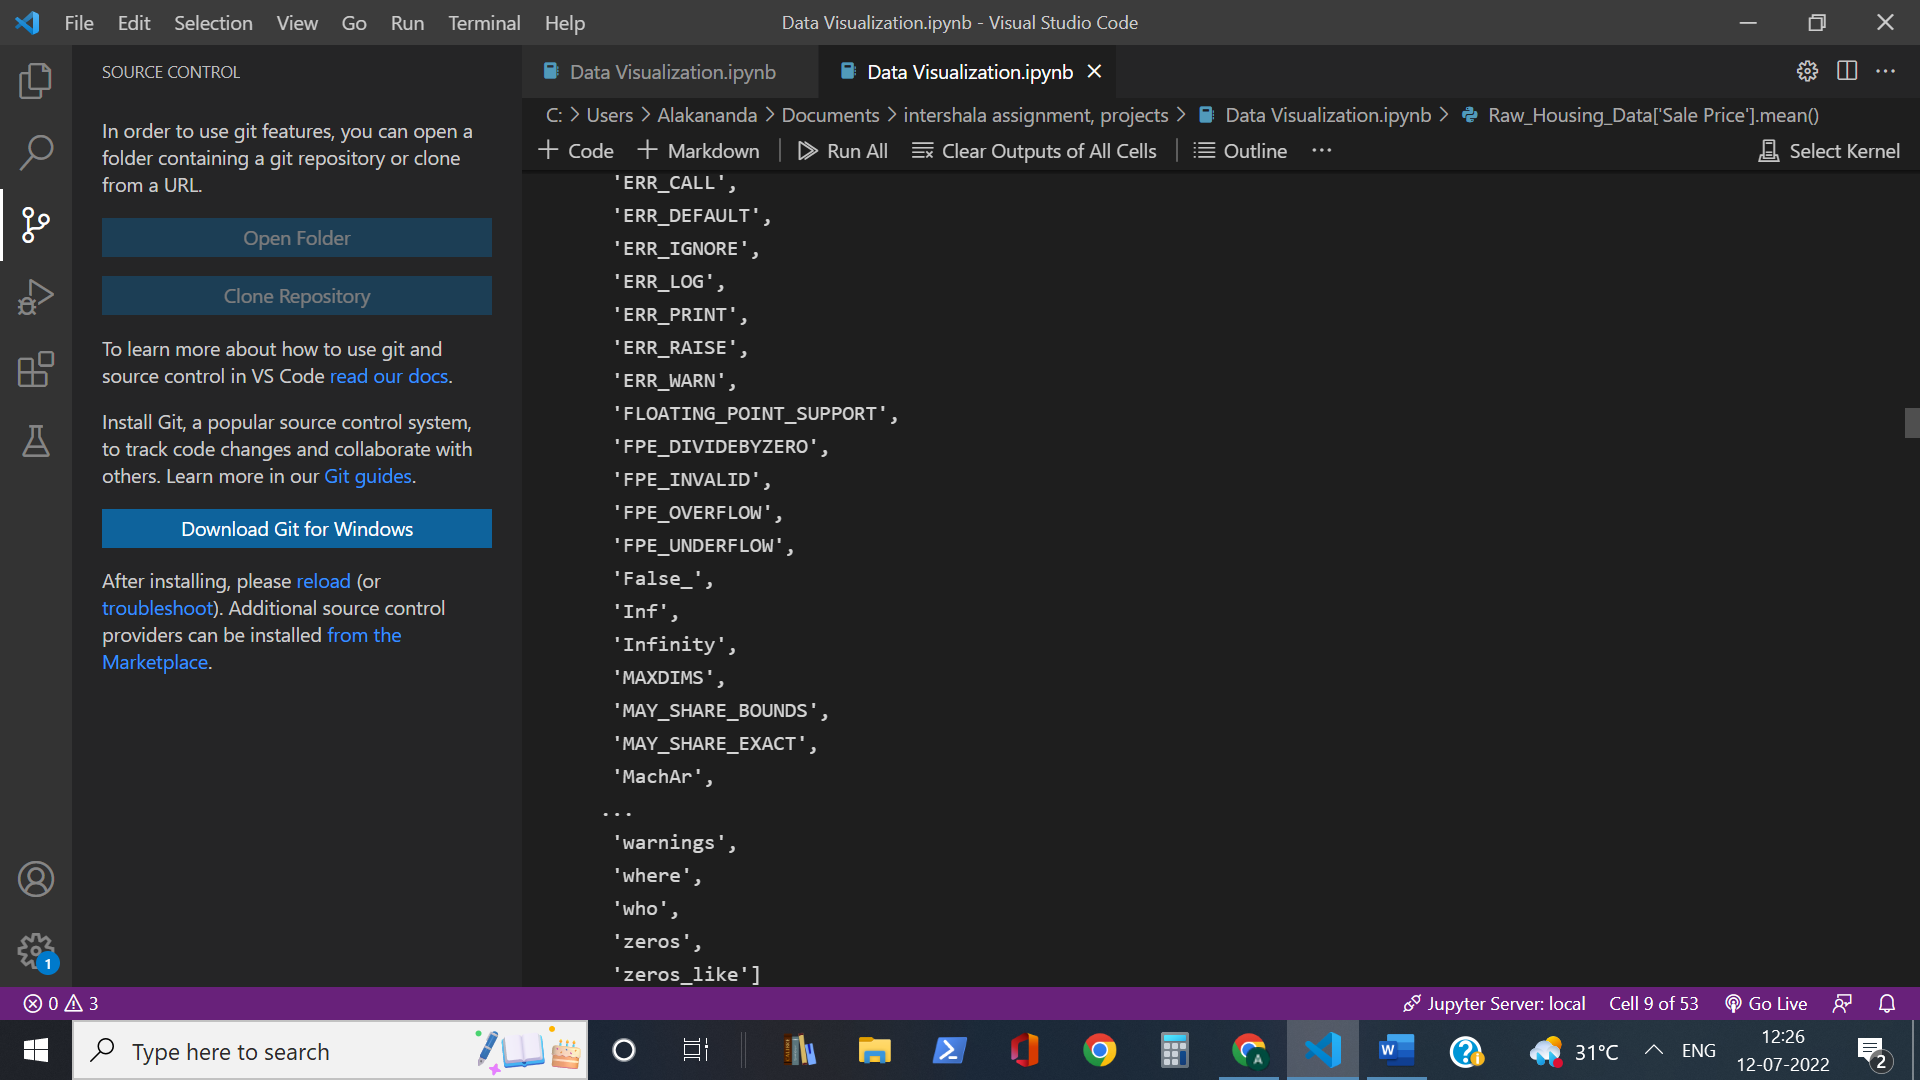 File Edit Selection View Go Run Terminal Help
Data Visualization.ipynb - Visual Studio Code
SOURCE CONTROL
In order to use git features, you can open a
folder containing a git repository or clone
from a URL.
Open Folder
Clone Repository
To learn more about how to use git and
source control in VS Code read our docs.
Install Git, a popular source control system,
to track code changes and collaborate with
others. Learn more in our Git guides.
Download Git for Windows
After installing, please reload (or
troubleshoot). Additional source control
providers can be installed from the
Marketplace.
1
Data Visualization.ipynb
Data Visualization.ipynb
C: > Users > Alakananda > Documents > intershala assignment, projects > Data Visualization.ipynb > Raw_Housing_Data['Sale Price'].mean()
+ Code + Markdown Run All Clear Outputs of All Cells Outline ...
Select Kernel
'ERR_CALL',
'ERR_DEFAULT',
'ERR_IGNORE',
'ERR_LOG',
'ERR_PRINT',
'ERR_RAISE',
'ERR_WARN',
'FLOATING_POINT_SUPPORT',
'FPE_DIVIDEBYZERO',
'FPE_INVALID',
'FPE_OVERFLOW',
'FPE_UNDERFLOW',
'False_',
'Inf',
'Infinity',
'MAXDIMS',
'MAY_SHARE_BOUNDS',
'MAY_SHARE_EXACT',
'MachAr',
...
'warnings',
'where',
'who',
'zeros',
'zeros_like']
0 3
Jupyter Server: local Cell 9 of 53 Go Live
Type here to search
31°C ENG
12:26
12-07-2022
2